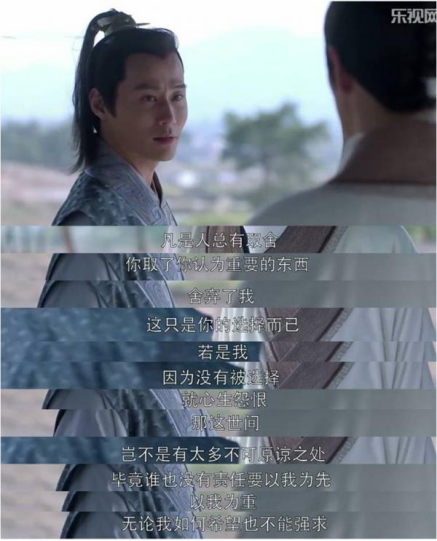 乐视网
凡是人总有取舍
你取了你认为重要的东西
舍弃了我
这只是你的选择而已
若是我
因为没有被选择
就心生怨恨
那这世间
岂不是有太多不可原谅之处
毕竟谁也没有责任要以我为先
以我为重
无论我如何希望也不能强求